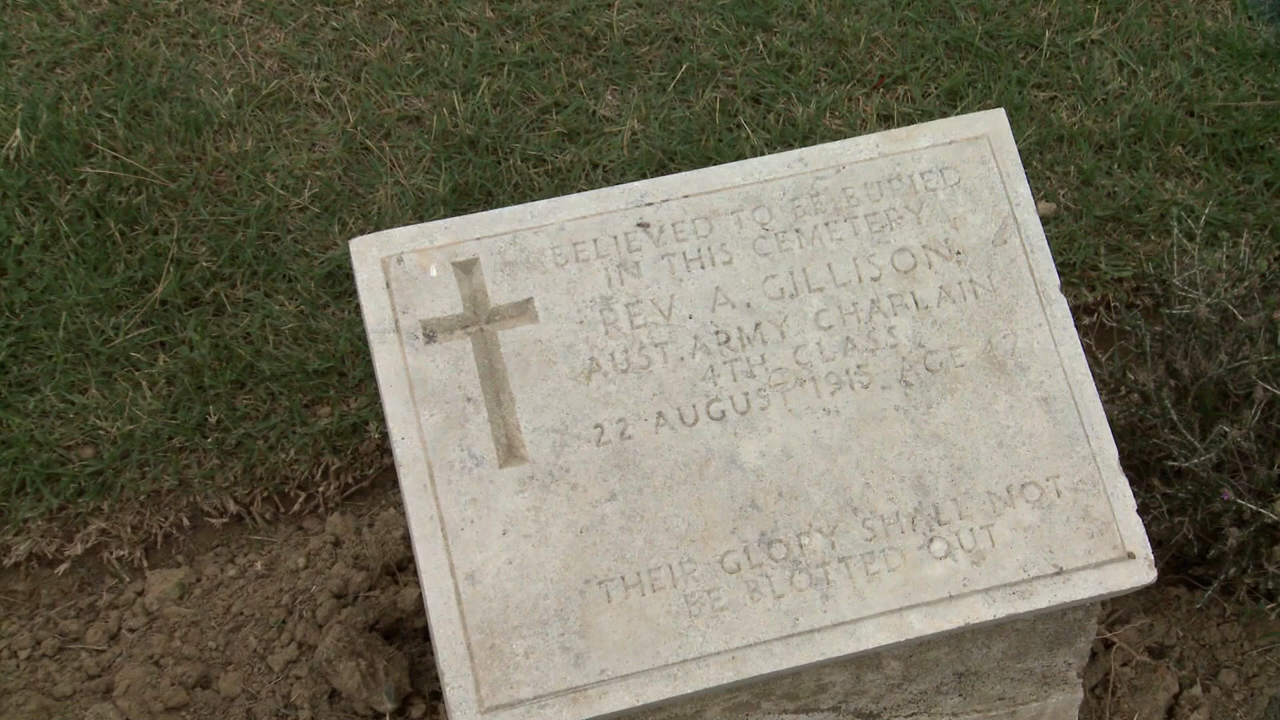 BELIEVED TO BE BURIED
IN THIS CEMETERY
REV A. GILLISON
AUST. ARMY CHAPLAIN
4TH CLASS
22 AUGUST 1915. AGE 47
THEIR GLORY SHALL NOT
BE BLOTTED OUT